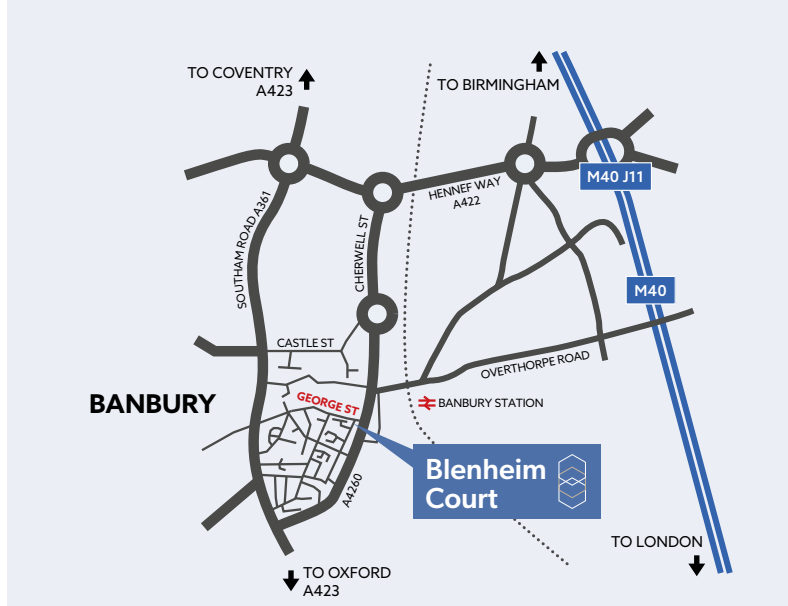 TO COVENTRY
A423
TO BIRMINGHAM
M40 J11
HENNEF WAY
A422
SOUTHAM ROAD A361
CHERWELL ST
M40
CASTLE ST
OVERTHORPE ROAD
BANBURY
GEORGE ST
BANBURY STATION
Blenheim
Court
A4260
TO LONDON
TO OXFORD
A423